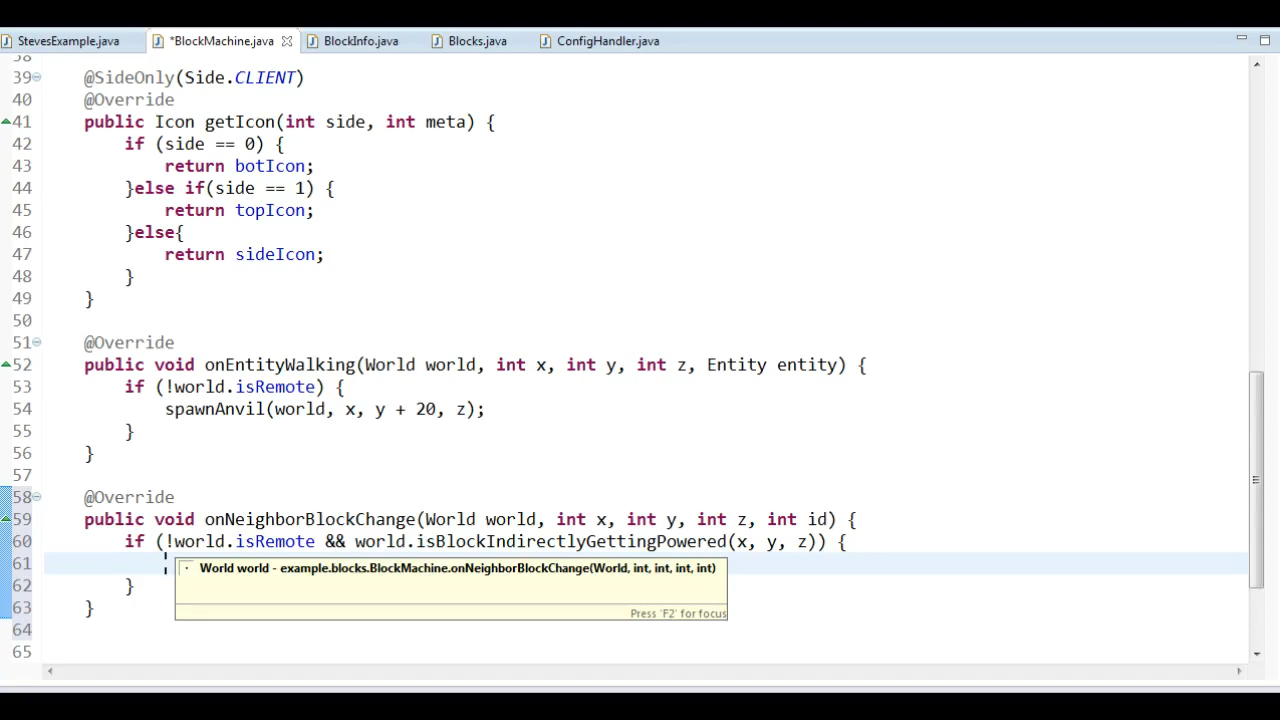 StevesExample.java *BlockMachine.java BlockInfo.java Blocks.java ConfigHandler.java
38
39 @SideOnly(Side.CLIENT)
40 @Override
41 public Icon getIcon(int side, int meta) {
42 if (side == 0) {
43 return botIcon;
44 }else if(side == 1) {
45 return topIcon;
46 }else{
47 return sideIcon;
48 }
49 }
50
51 @Override
52 public void onEntityWalking(World world, int x, int y, int z, Entity entity) {
53 if (!world.isRemote) {
54 spawnAnvil(world, x, y + 20, z);
55 }
56 }
57
58 @Override
59 public void onNeighborBlockChange(World world, int x, int y, int z, int id) {
60 if (!world.isRemote && world.isBlockIndirectlyGettingPowered(x, y, z)) {
61
World world - example.blocks.BlockMachine.onNeighborBlockChange(World, int, int, int, int)
62 }
63 }
Press 'F2' for focus
64
65